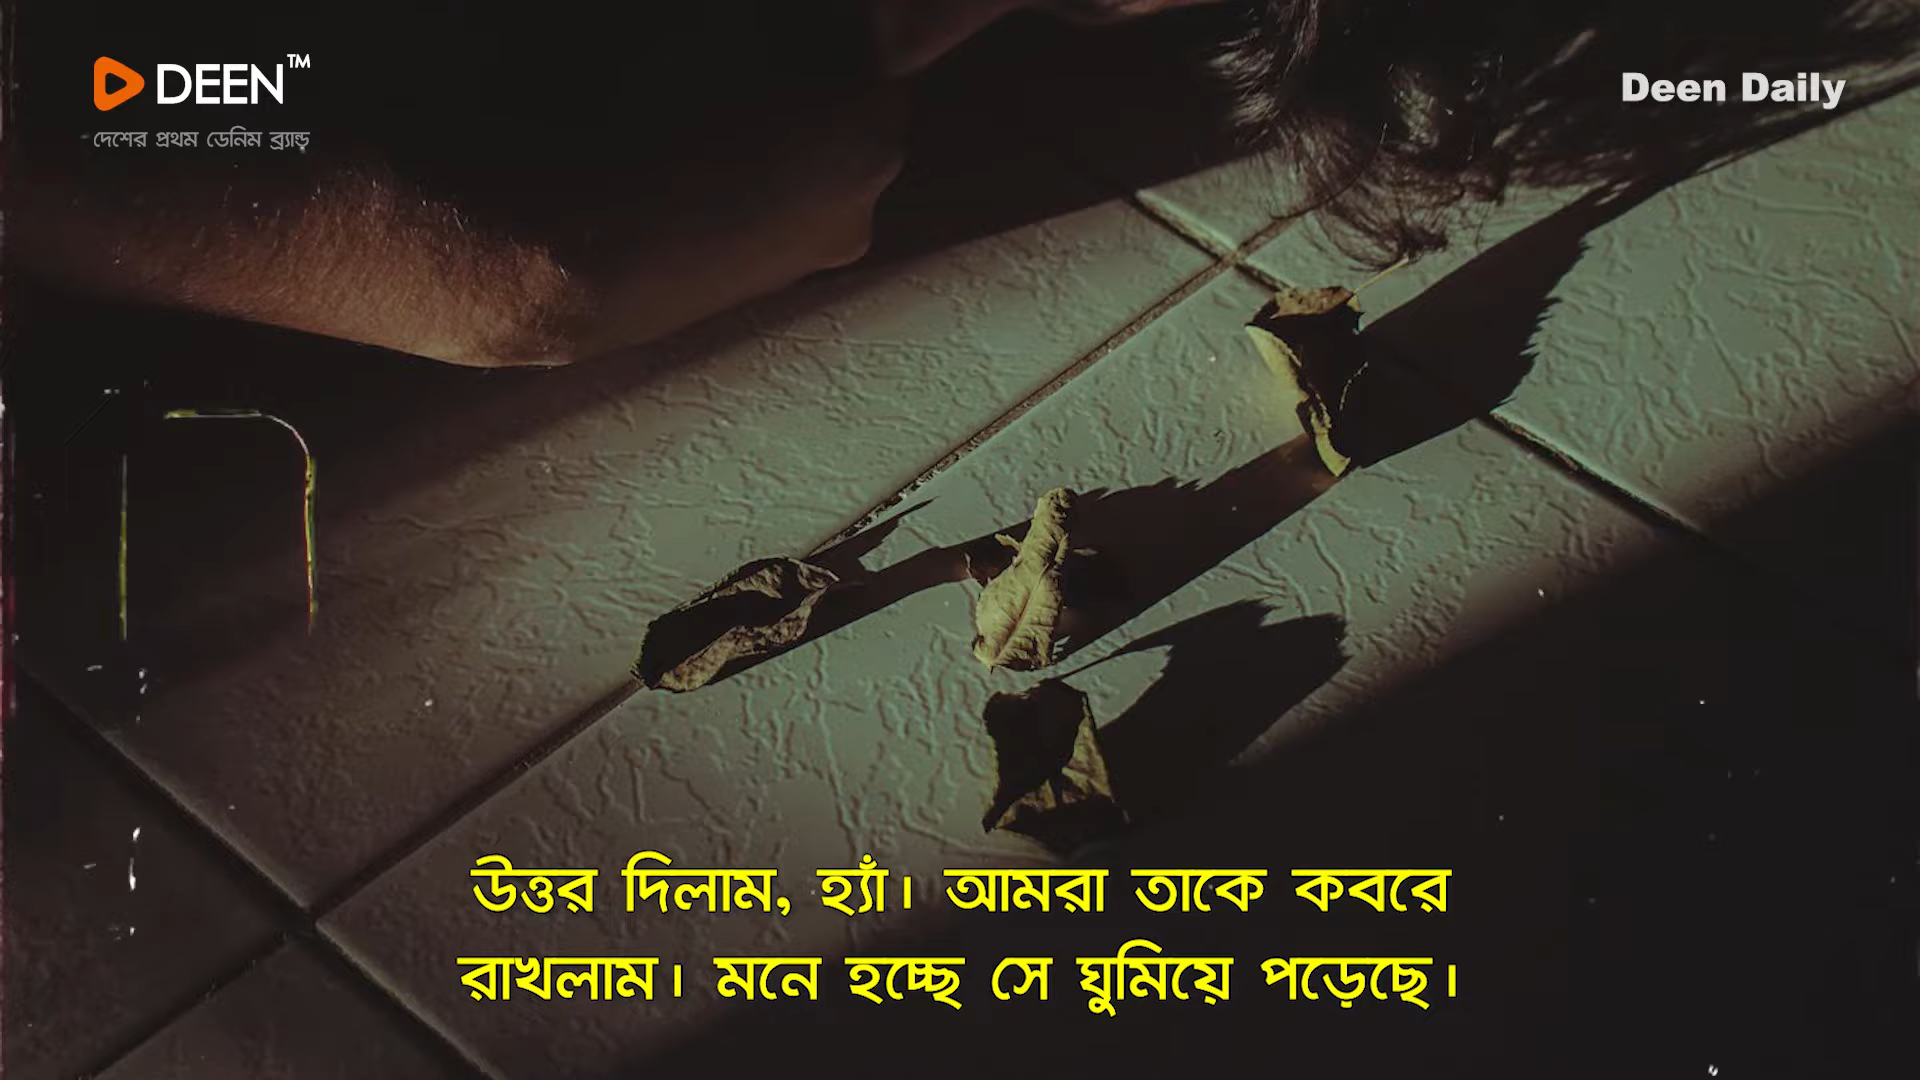 DEEN™
দেশের প্রথম ডেনিম ব্র্যান্ড
Deen Daily
উত্তর দিলাম, হ্যাঁ। আমরা তাকে কবরে
রাখলাম। মনে হচ্ছে সে ঘুমিয়ে পড়েছে।